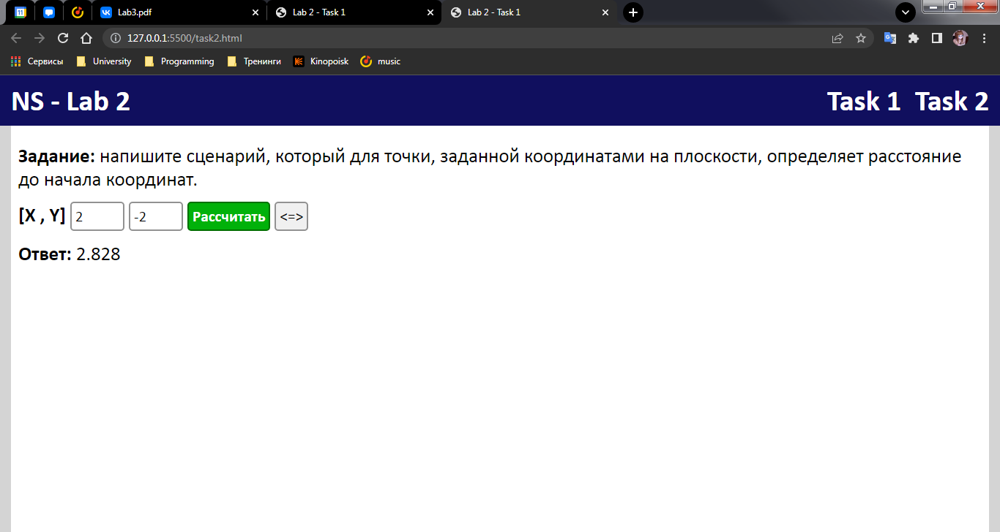 Lab3.pdf Lab 2 - Task 1 Lab 2 - Task 1
127.0.0.1:5500/task2.html
Сервисы University Programming Тренинги Kinopoisk music
NS - Lab 2 Task 1 Task 2
Задание: напишите сценарий, который для точки, заданной координатами на плоскости, определяет расстояние
до начала координат.
[X , Y] 2 -2 Рассчитать <=>
Ответ: 2.828